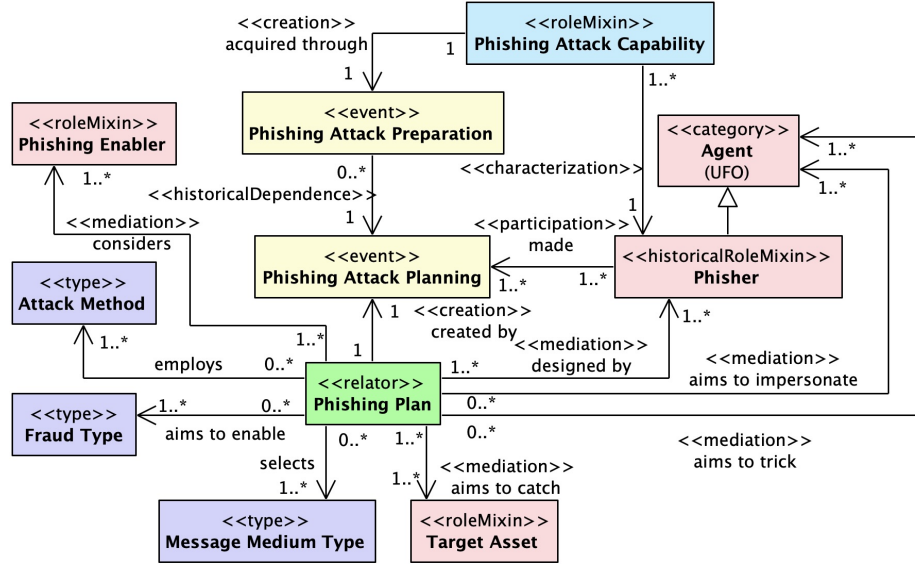 <<creation>>
acquired through
1
1
<<roleMixin>>
Phishing Attack Capability
1..*
<<roleMixin>>
Phishing Enabler
1..*
<<event>>
Phishing Attack Preparation
0..*
<<category>>
Agent
(UFO)
1..*
1..*
<<characterization>>
1
<<historicalDependence>>
1
<<mediation>>
considers
<<participation>>
made
<<event>>
Phishing Attack Planning
1..*
1..*
<<historicalRoleMixin>>
Phisher
<<type>>
Attack Method
1..*
1
<<creation>>
created by
1..*
1..*
1
<<mediation>>
designed by
<<mediation>>
aims to impersonate
employs
0..*
<<relator>>
Phishing Plan
1..*
0..*
<<type>>
Fraud Type
1..*
0..*
aims to enable
0..*
1..*
0..*
<<mediation>>
aims to trick
selects
1..*
1..*
<<mediation>>
aims to catch
<<type>>
Message Medium Type
<<roleMixin>>
Target Asset